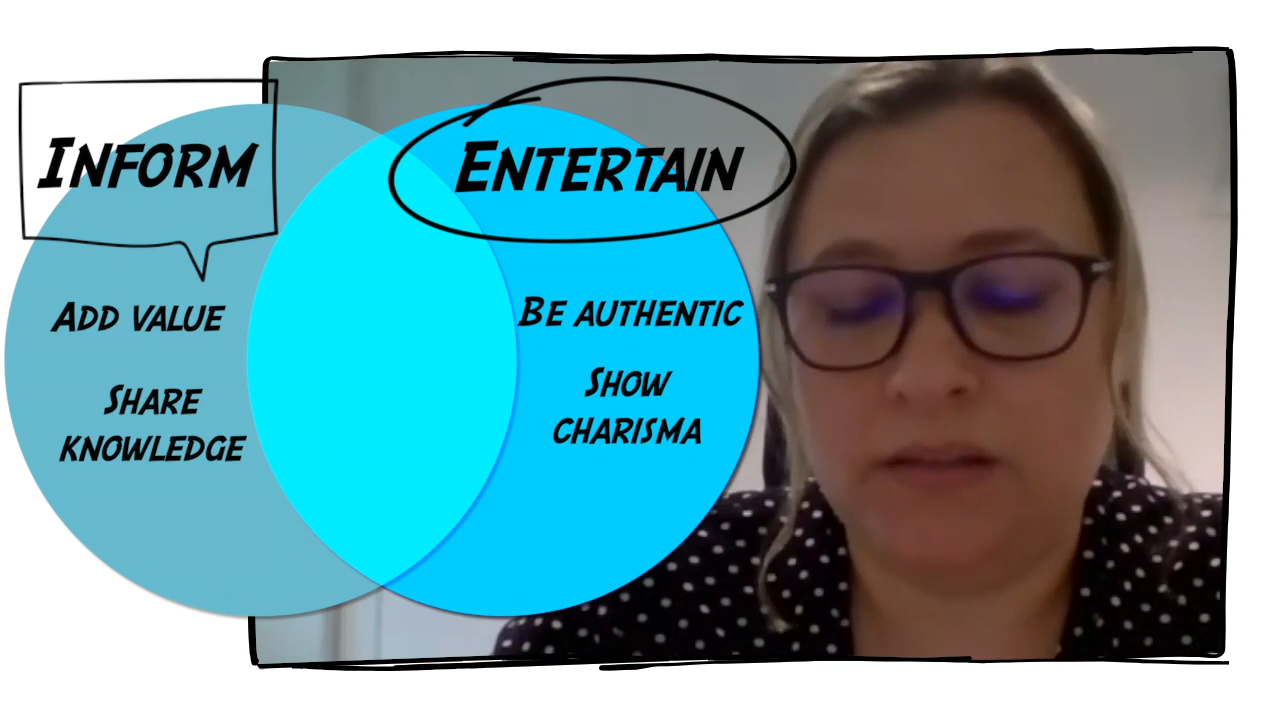 Inform
Add value
Share
knowledge
Entertain
Be authentic
Show
charisma